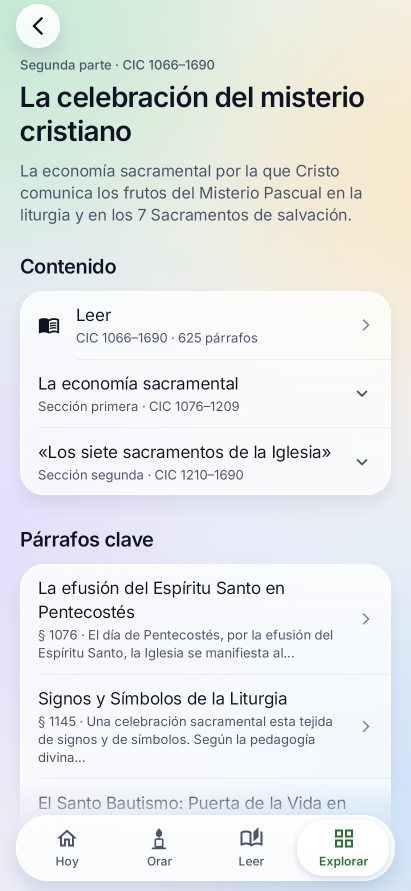 Segunda parte · CIC 1066–1690
La celebración del misterio
cristiano
La economía sacramental por la que Cristo
comunica los frutos del Misterio Pascual en la
liturgia y en los 7 Sacramentos de salvación.
Contenido
Leer
CIC 1066–1690 · 625 párrafos
La economía sacramental
Sección primera · CIC 1076–1209
«Los siete sacramentos de la Iglesia»
Sección segunda · CIC 1210–1690
Párrafos clave
La efusión del Espíritu Santo en
Pentecostés
§ 1076 · El día de Pentecostés, por la efusión del
Espíritu Santo, la Iglesia se manifiesta al...
Signos y Símbolos de la Liturgia
§ 1145 · Una celebración sacramental esta tejida
de signos y de símbolos. Según la pedagogía
divina...
El Santo Bautismo: Puerta de la Vida en
Hoy
Orar
Leer
Explorar